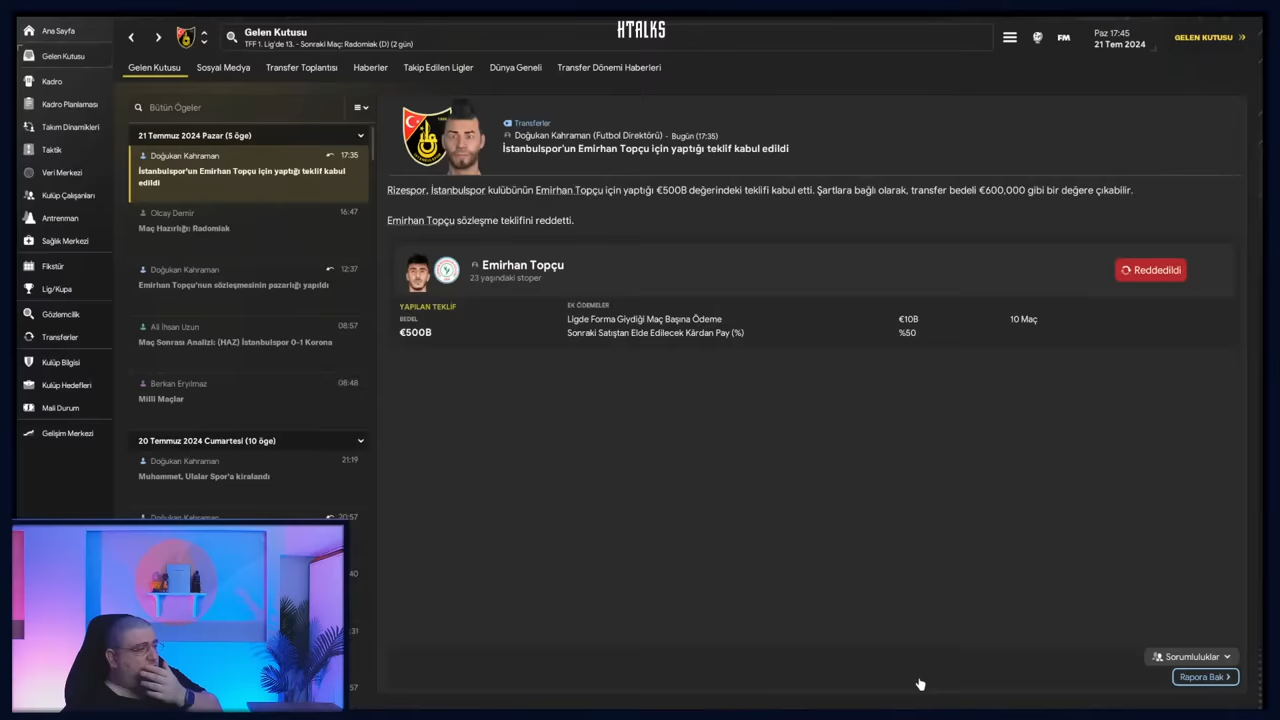 HTALKS
Ana Sayfa
Gelen Kutusu
Kadro
Kadro Planlaması
Takım Dinamikleri
Taktik
Veri Merkezi
Kulüp Çalışanları
Antrenman
Sağlık Merkezi
Fikstür
Lig/Kupa
Gözlemcilik
Transferler
Kulüp Bilgisi
Kulüp Hedefleri
Mali Durum
Gelişim Merkezi
Gelen Kutusu
TFF 1. Lig'de 13. - Sonraki Maç: Radomiak (D) (2 gün)
FM
Paz 17:45
21 Tem 2024
GELEN KUTUSU
Gelen Kutusu Sosyal Medya Transfer Toplantısı Haberler Takip Edilen Ligler Dünya Geneli Transfer Dönemi Haberleri
Bütün Ögeler
21 Temmuz 2024 Pazar (5 öge)
Doğukan Kahraman 17:35
İstanbulspor'un Emirhan Topçu için yaptığı teklif kabul
edildi
Olcay Demir 16:47
Maç Hazırlığı: Radomiak
Doğukan Kahraman 12:37
Emirhan Topçu'nun sözleşmesinin pazarlığı yapıldı
Ali İhsan Uzun 08:57
Maç Sonrası Analizi: (HAZ) İstanbulspor 0-1 Korona
Berkan Eryılmaz 08:48
Milli Maçlar
20 Temmuz 2024 Cumartesi (10 öge)
Doğukan Kahraman 21:19
Muhammet, Ulalar Spor'a kiralandı
Doğukan Kahraman 20:57
40
31
57
Transferler
Doğukan Kahraman (Futbol Direktörü) - Bugün (17:35)
İstanbulspor'un Emirhan Topçu için yaptığı teklif kabul edildi
Rizespor, İstanbulspor kulübünün Emirhan Topçu için yaptığı €500B değerindeki teklifi kabul etti. Şartlara bağlı olarak, transfer bedeli €600,000 gibi bir değere çıkabilir.
Emirhan Topçu sözleşme teklifini reddetti.
Emirhan Topçu
23 yaşındaki stoper
Reddedildi
YAPILAN TEKLİF
BEDEL
€500B
EK ÖDEMELER
Ligde Forma Giydiği Maç Başına Ödeme €10B 10 Maç
Sonraki Satıştan Elde Edilecek Kârdan Pay (%) %50
Sorumluluklar
Rapora Bak